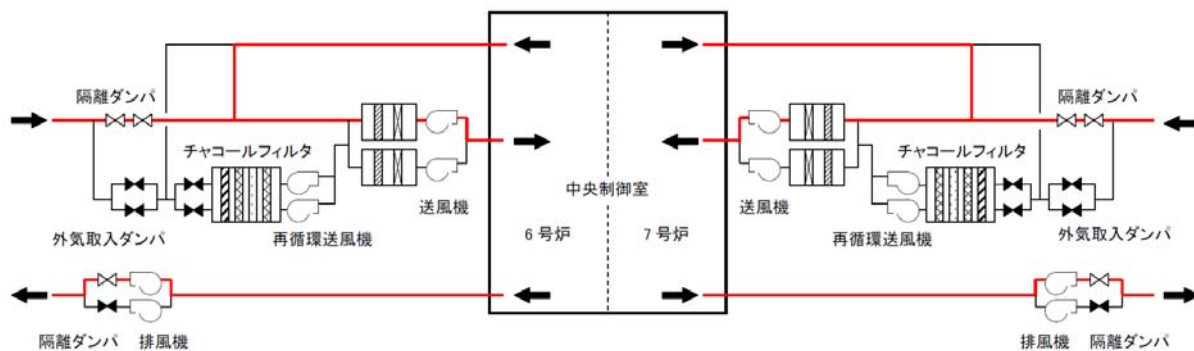 隔離ダンパ
隔離ダンパ
チャコールフィルタ
チャコールフィルタ
中央制御室
送風機
送風機
外気取入ダンパ
再循環送風機
6号炉
7号炉
再循環送風機
外気取入ダンパ
隔離ダンパ
排風機
排風機
隔離ダンパ